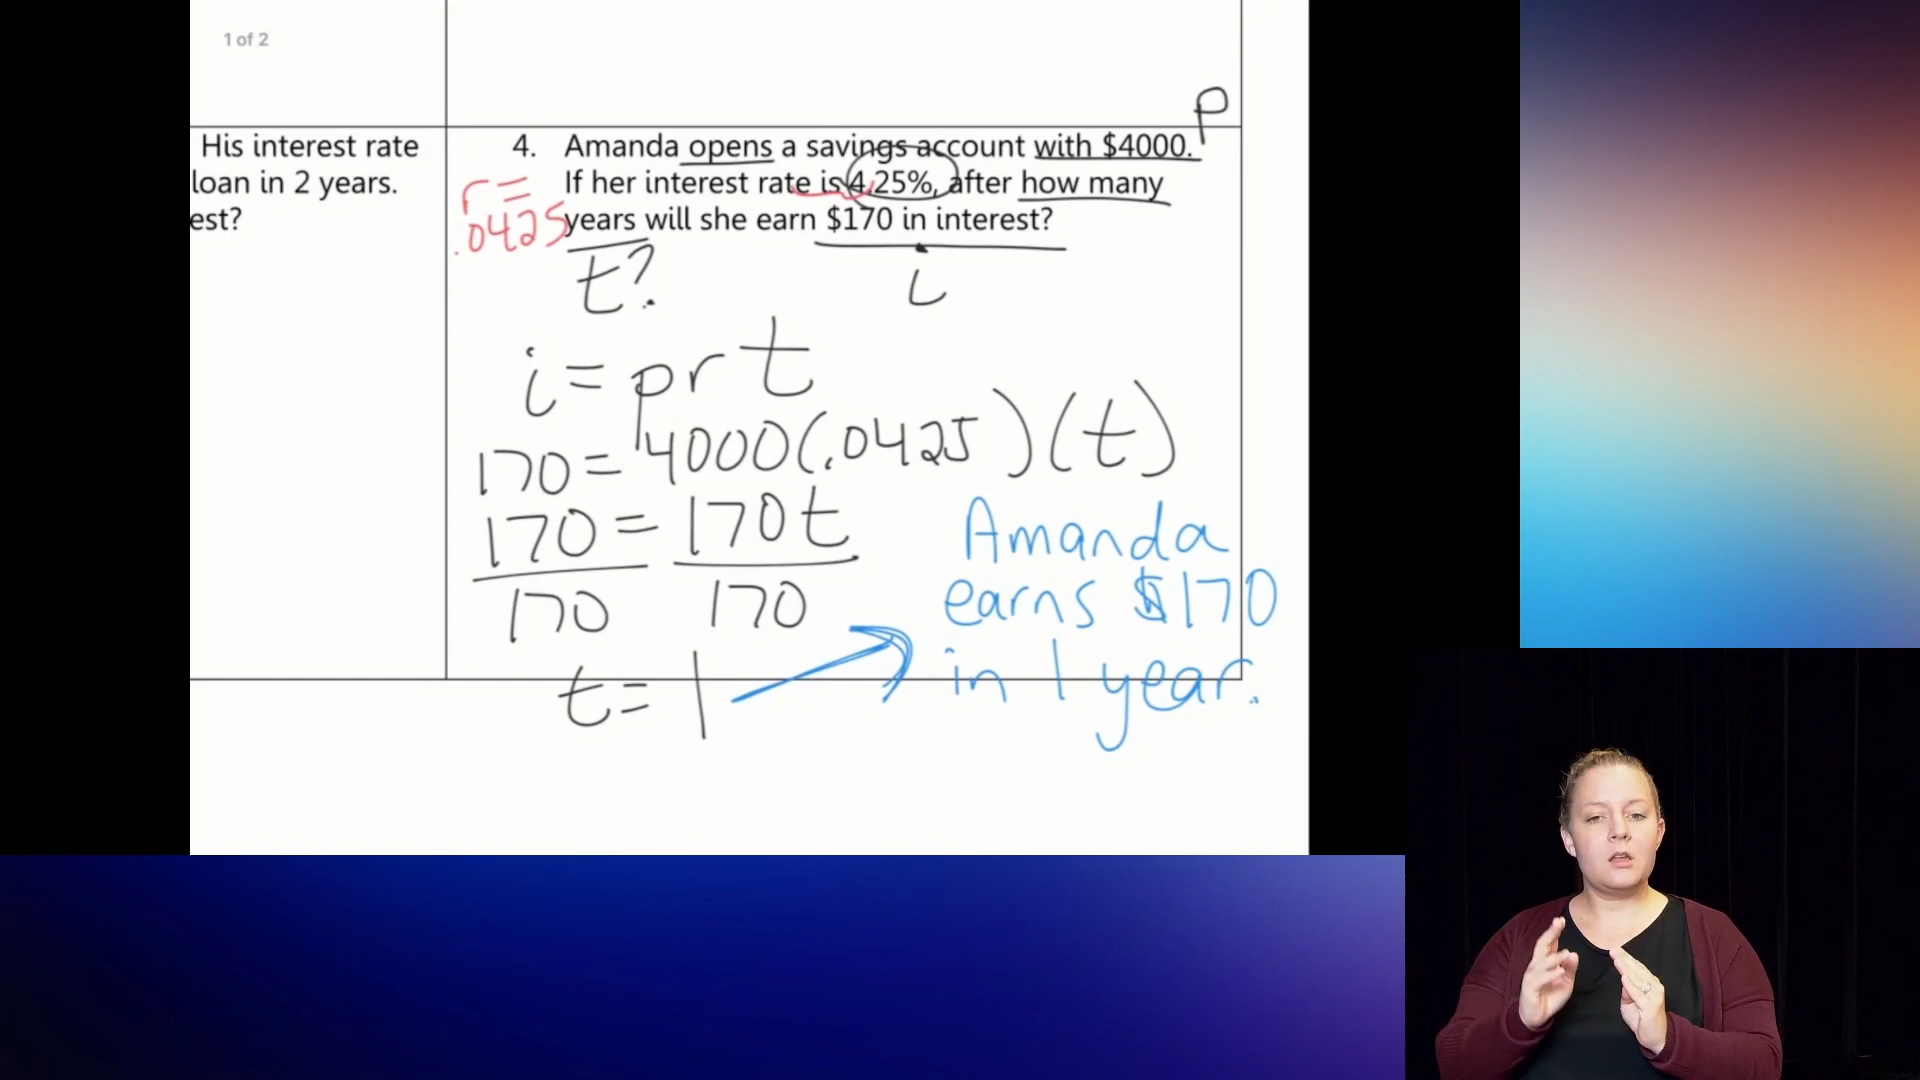 1 of 2
P
His interest rate
loan in 2 years.
est?
4. Amanda opens a savings account with $4000.
If her interest rate is 4.25%, after how many
years will she earn $170 in interest?
r =
.0425
t?
i
i = prt
170 = 4000(.0425)(t)
170 = 170t
170 170
t = 1
Amanda
earns $170
in 1 year.